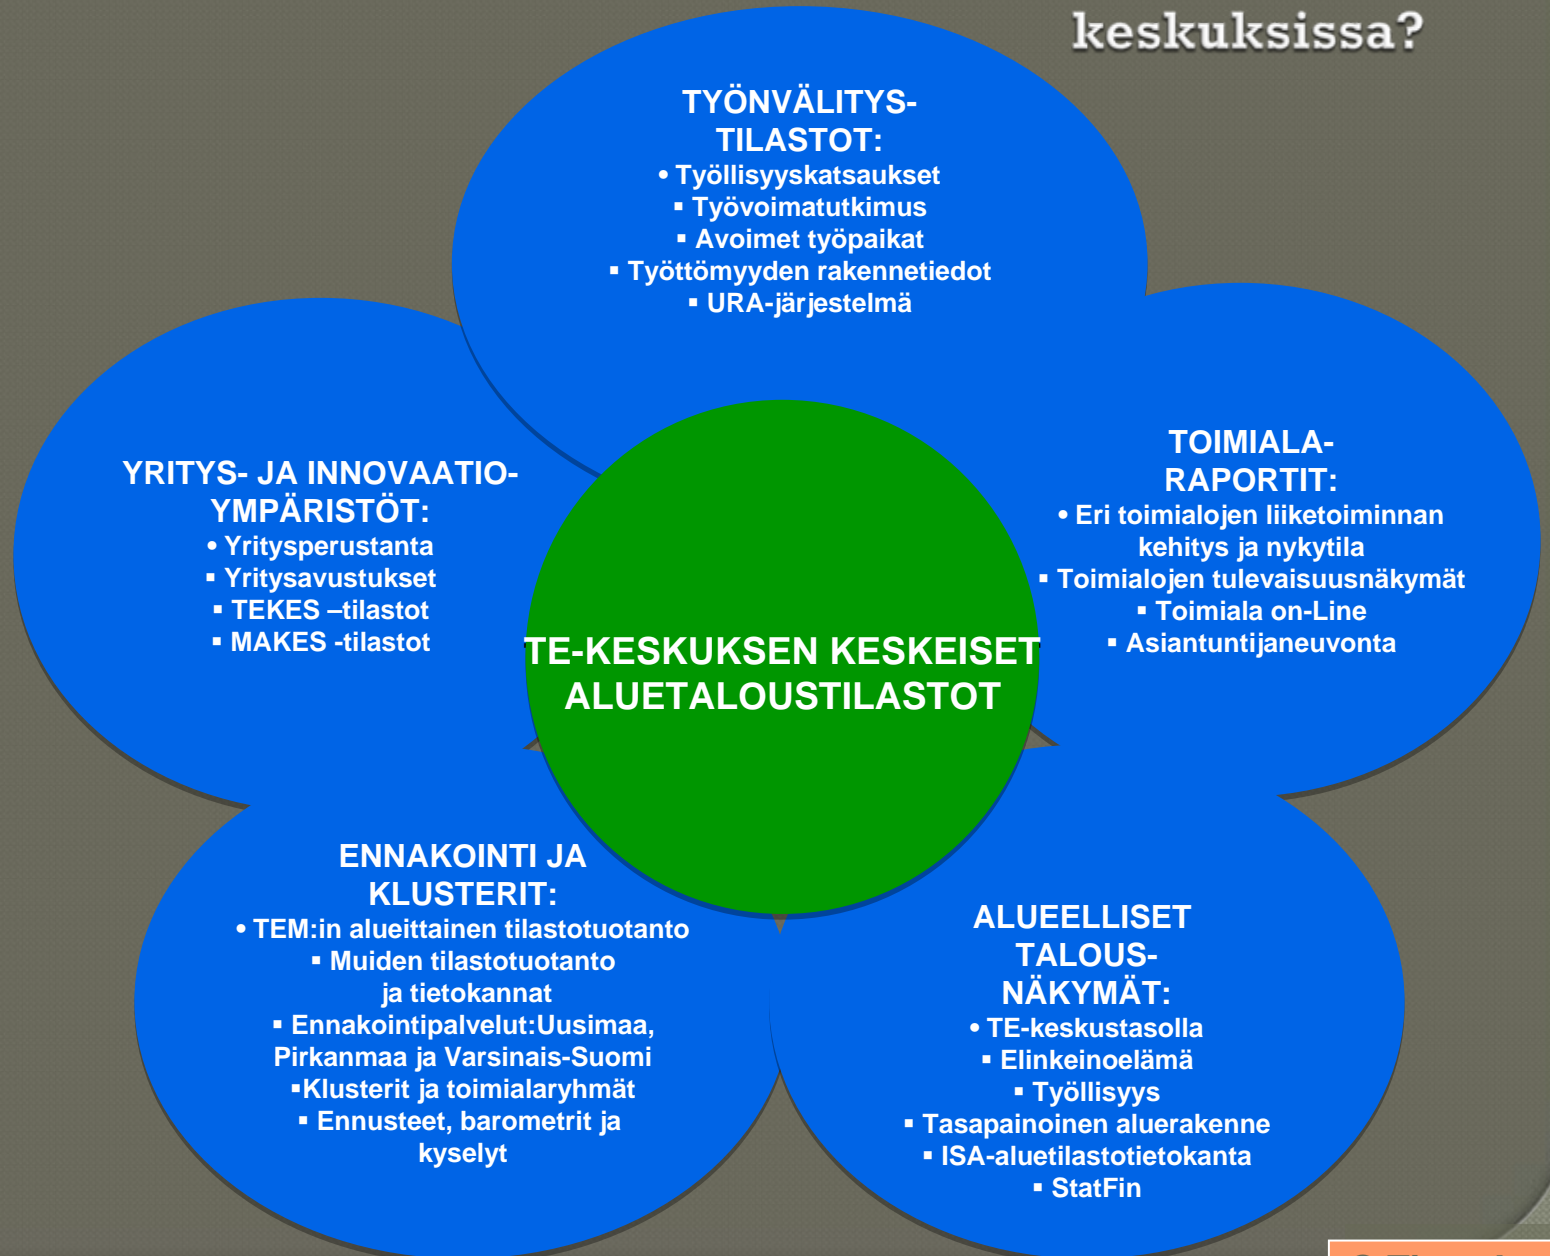 keskuksissa?
TYÖNVÄLITYS-
TILASTOT:
• Työllisyyskatsaukset
▪ Työvoimatutkimus
▪ Avoimet työpaikat
▪ Työttömyyden rakennetiedot
▪ URA-järjestelmä
YRITYS- JA INNOVAATIO-
YMPÄRISTÖT:
• Yritysperustanta
▪ Yritysavustukset
▪ TEKES –tilastot
▪ MAKES -tilastot
TOIMIALA-
RAPORTIT:
• Eri toimialojen liiketoiminnan
kehitys ja nykytila
▪ Toimialojen tulevaisuusnäkymät
▪ Toimiala on-Line
▪ Asiantuntijaneuvonta
TE-KESKUKSEN KESKEISET
ALUETALOUSTILASTOT
ENNAKOINTI JA
KLUSTERIT:
• TEM:in alueittainen tilastotuotanto
▪ Muiden tilastotuotanto
ja tietokannat
▪ Ennakointipalvelut:Uusimaa,
Pirkanmaa ja Varsinais-Suomi
▪Klusterit ja toimialaryhmät
▪ Ennusteet, barometrit ja
kyselyt
ALUEELLISET
TALOUS-
NÄKYMÄT:
• TE-keskustasolla
▪ Elinkeinoelämä
▪ Työllisyys
▪ Tasapainoinen aluerakenne
▪ ISA-aluetilastotietokanta
▪ StatFin